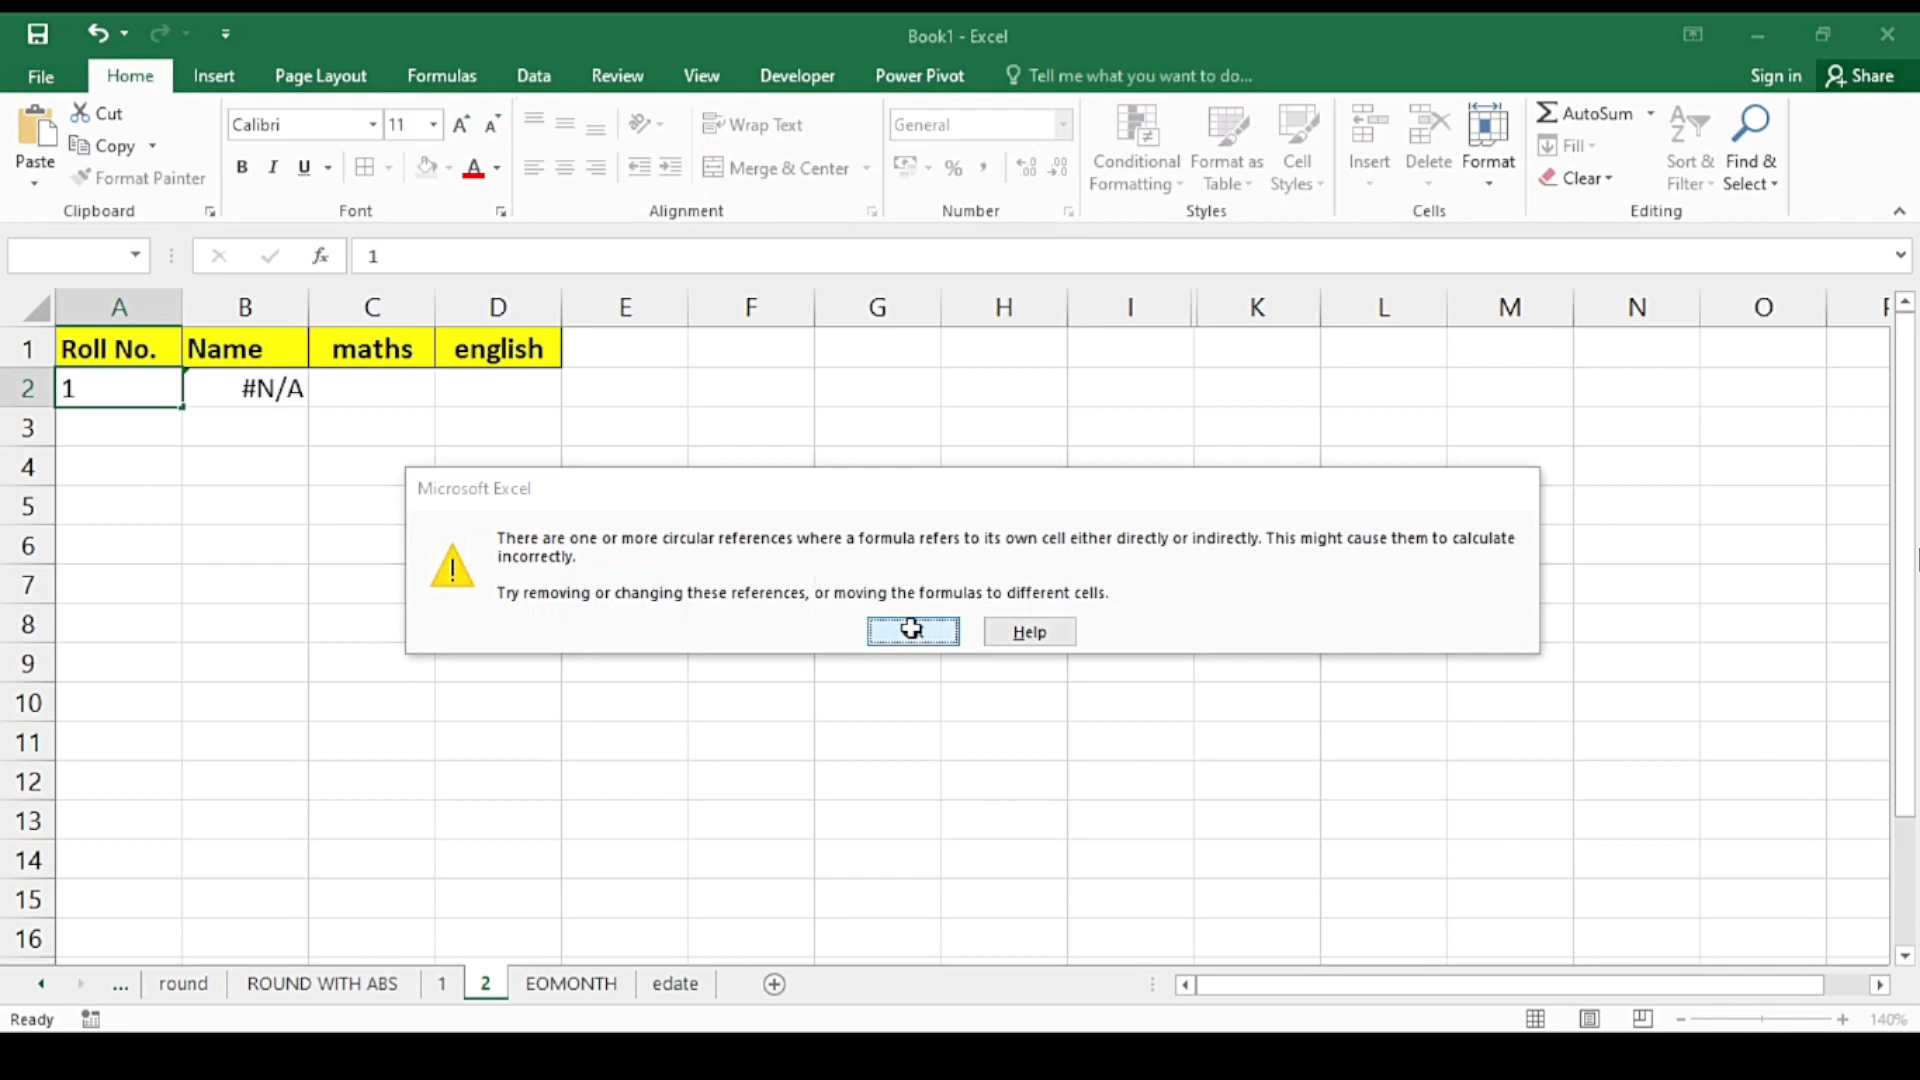 Book1 - Excel
File Home Insert Page Layout Formulas Data Review View Developer Power Pivot Tell me what you want to do... Sign in Share
Paste
Cut
Copy
Format Painter
Clipboard
Calibri 11
B I U
Font
Wrap Text
Merge & Center
Alignment
General
%
Number
Conditional Formatting
Format as Table
Cell Styles
Styles
Insert
Delete
Format
Cells
AutoSum
Fill
Clear
Sort & Filter
Find & Select
Editing
fx 1
A B C D E F G H I K L M N O
1 Roll No. Name maths english
2 1 #N/A
3
4
5
6
7
8
9
10
11
12
13
14
15
16
Microsoft Excel
There are one or more circular references where a formula refers to its own cell either directly or indirectly. This might cause them to calculate
incorrectly.
Try removing or changing these references, or moving the formulas to different cells.
Help
... round ROUND WITH ABS 1 2 EOMONTH edate
Ready 140%